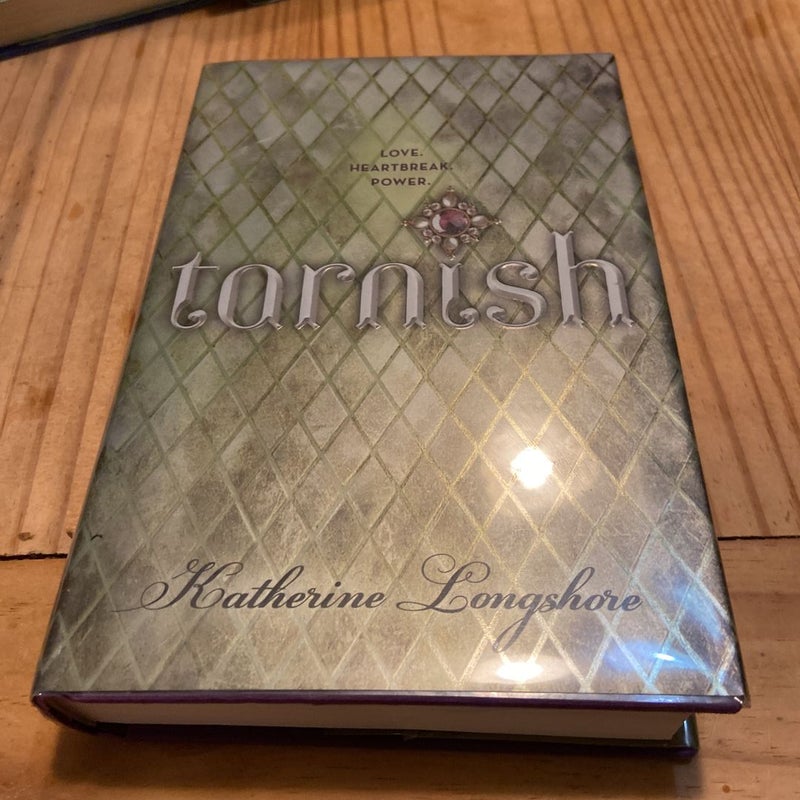 LOVE.
HEARTBREAK.
POWER.
tarnish
Katherine Longshore